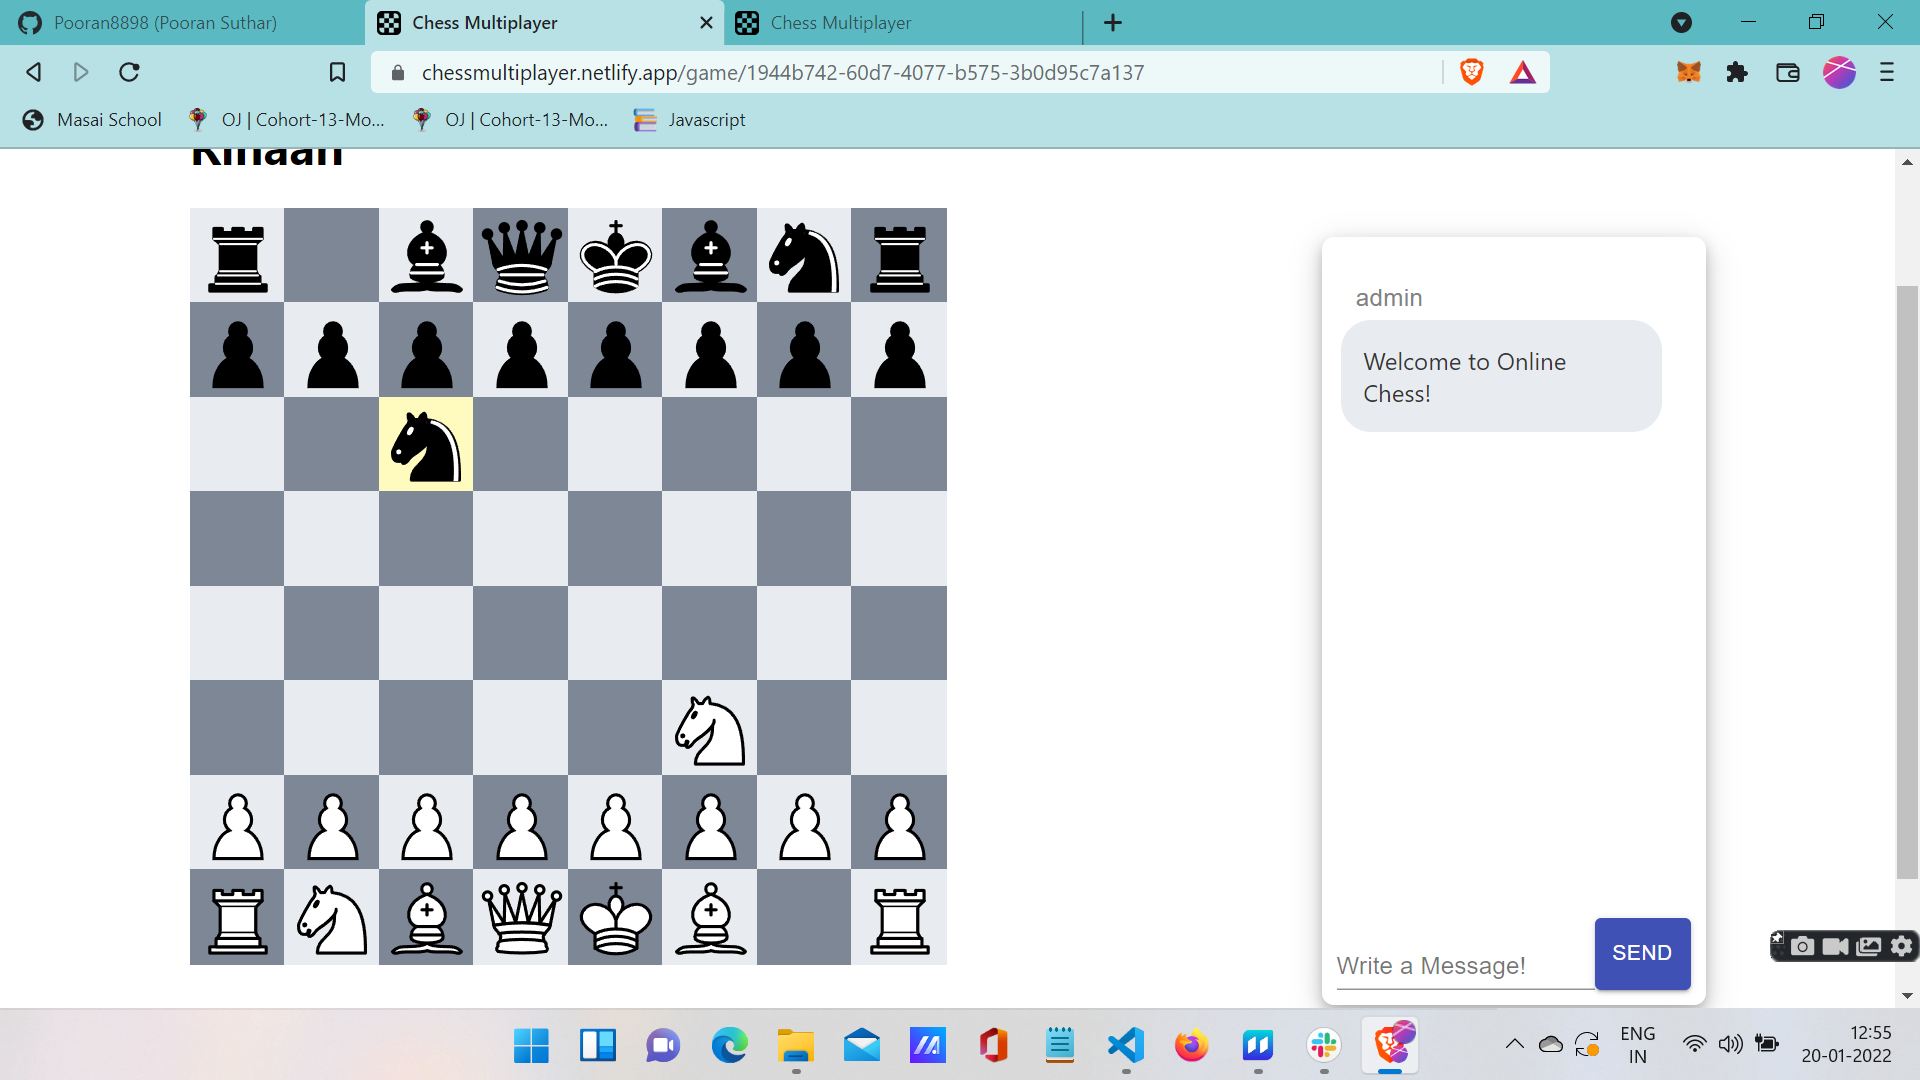 Pooran8898 (Pooran Suthar)
Chess Multiplayer
Chess Multiplayer
chessmultiplayer.netlify.app/game/1944b742-60d7-4077-b575-3b0d95c7a137
Masai School
OJ | Cohort-13-Mo...
OJ | Cohort-13-Mo...
Javascript
admin
Welcome to Online
Chess!
Write a Message!
SEND
ENG
IN
12:55
20-01-2022